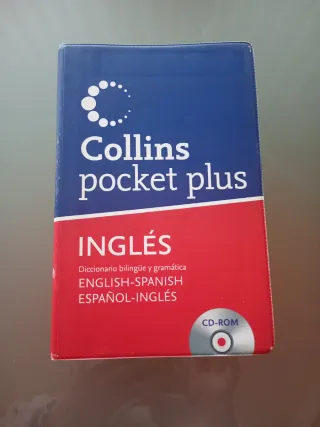 Collins
pocket plus
INGLÉS
Diccionario bilingüe y gramática
ENGLISH-SPANISH
ESPAÑOL-INGLÉS
CD-ROM